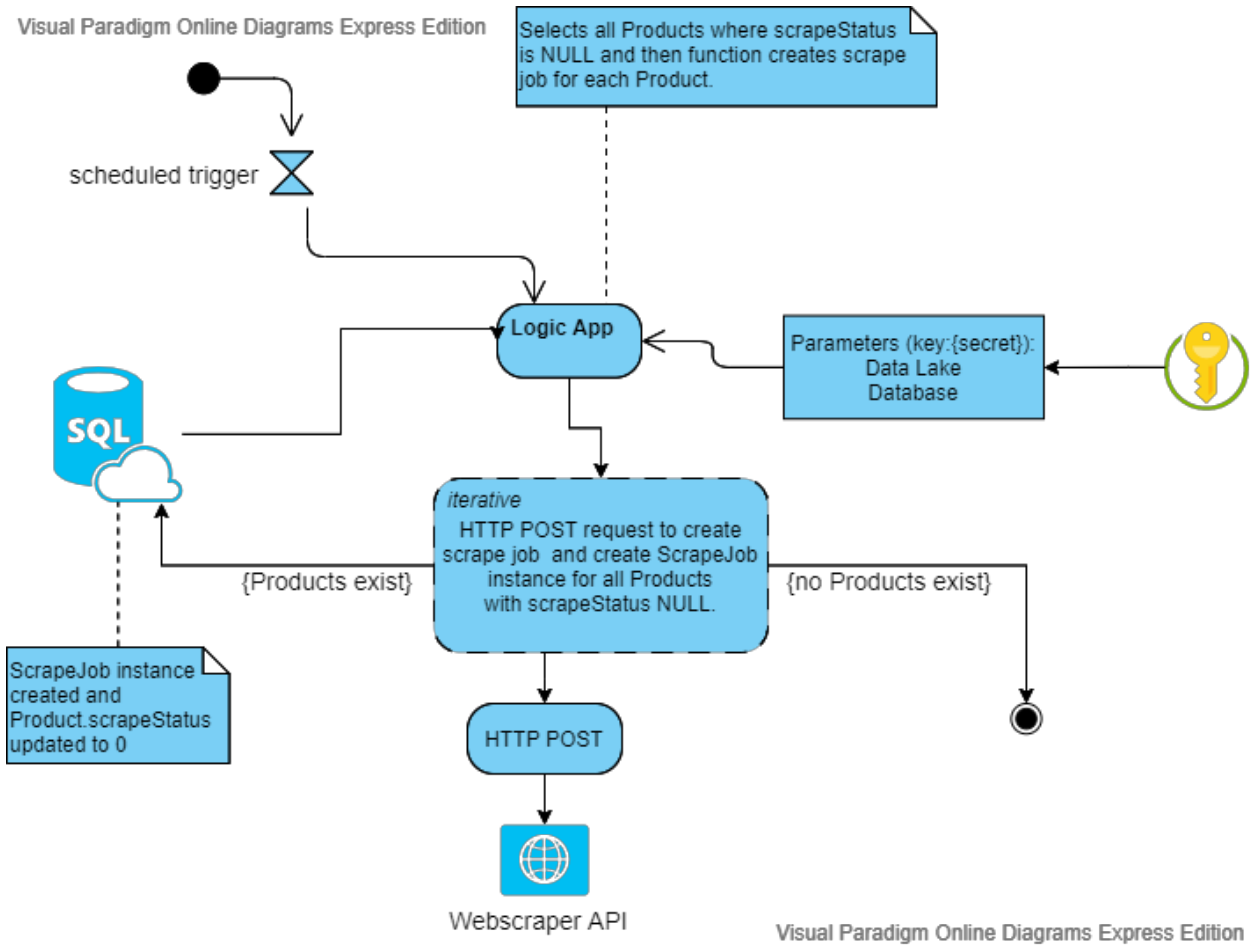 Visual Paradigm Online Diagrams Express Edition
Selects all Products where scrapeStatus
is NULL and then function creates scrape
job for each Product.
scheduled trigger
Logic App
Parameters (key:{secret}):
Data Lake
Database
SQL
iterative
HTTP POST request to create
scrape job  and create ScrapeJob
instance for all Products
with scrapeStatus NULL.
{Products exist}
{no Products exist}
ScrapeJob instance
created and
Product.scrapeStatus
updated to 0
HTTP POST
Webscraper API
Visual Paradigm Online Diagrams Express Edition